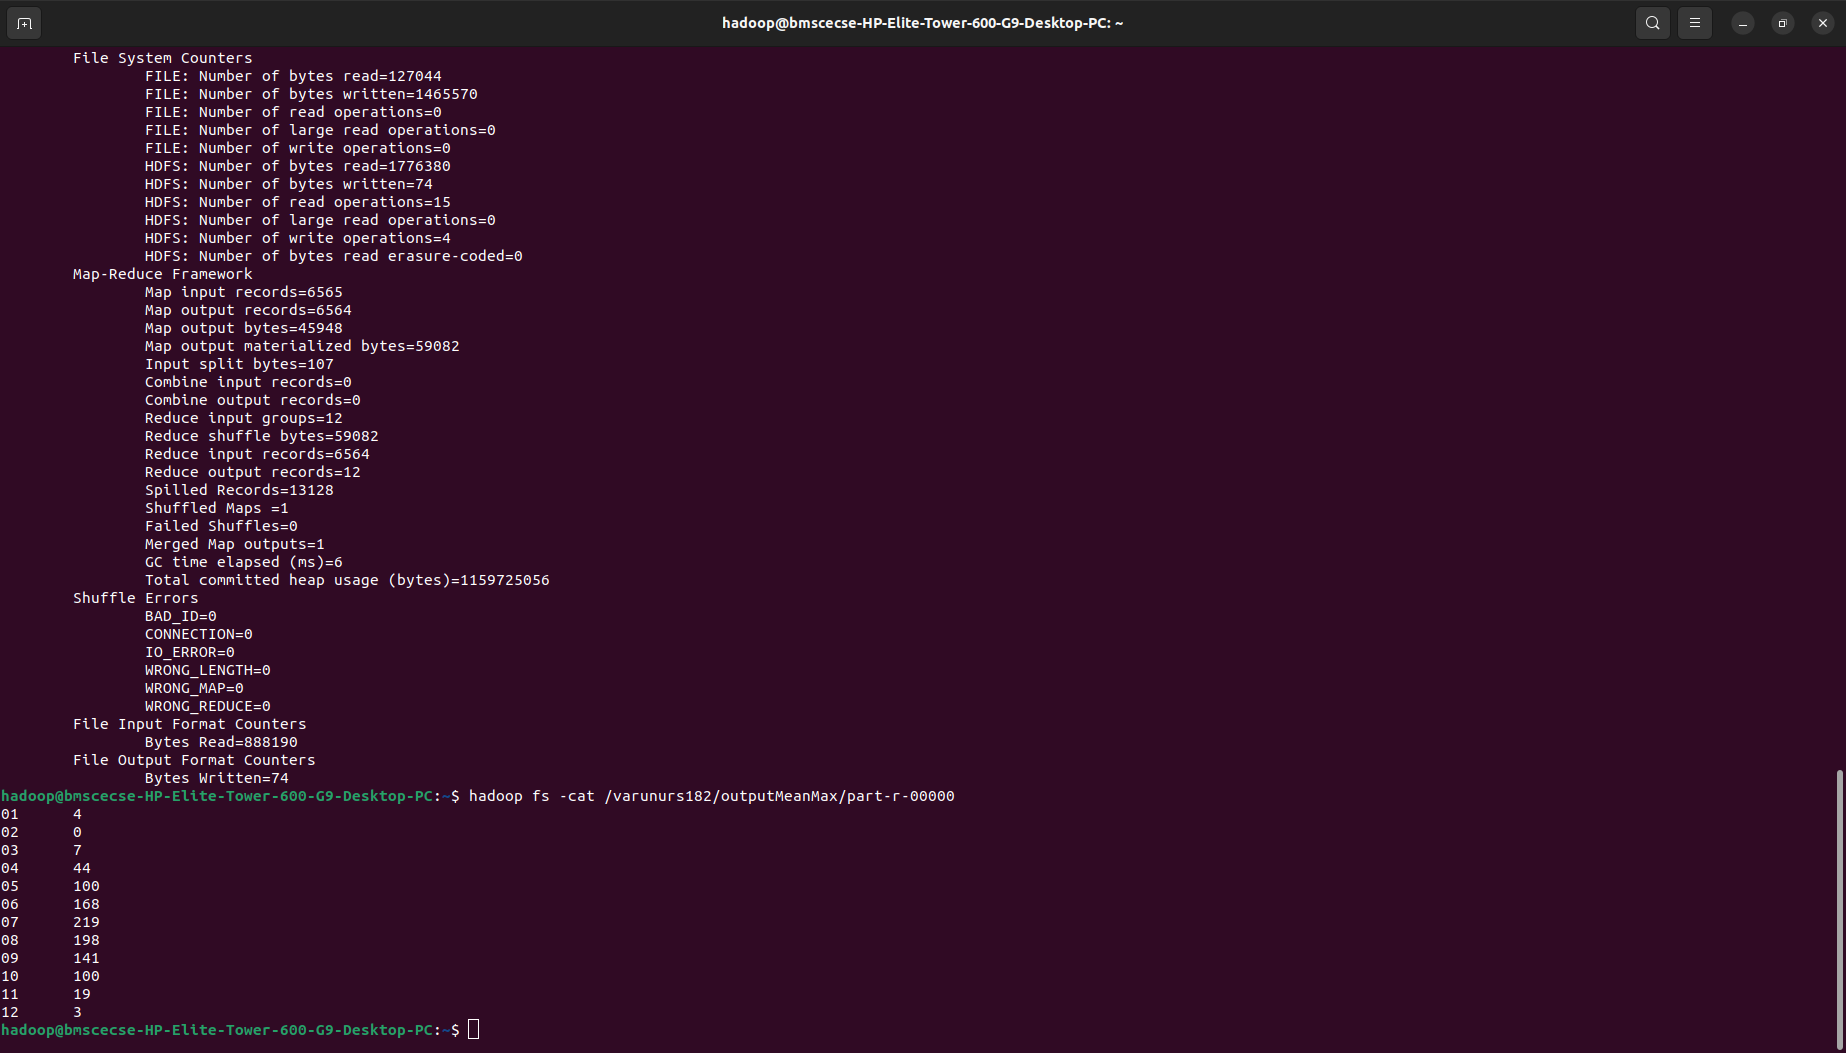 hadoop@bmscecse-HP-Elite-Tower-600-G9-Desktop-PC: ~
File System Counters
FILE: Number of bytes read=127044
FILE: Number of bytes written=1465570
FILE: Number of read operations=0
FILE: Number of large read operations=0
FILE: Number of write operations=0
HDFS: Number of bytes read=1776380
HDFS: Number of bytes written=74
HDFS: Number of read operations=15
HDFS: Number of large read operations=0
HDFS: Number of write operations=4
HDFS: Number of bytes read erasure-coded=0
Map-Reduce Framework
Map input records=6565
Map output records=6564
Map output bytes=45948
Map output materialized bytes=59082
Input split bytes=107
Combine input records=0
Combine output records=0
Reduce input groups=12
Reduce shuffle bytes=59082
Reduce input records=6564
Reduce output records=12
Spilled Records=13128
Shuffled Maps =1
Failed Shuffles=0
Merged Map outputs=1
GC time elapsed (ms)=6
Total committed heap usage (bytes)=1159725056
Shuffle Errors
BAD_ID=0
CONNECTION=0
IO_ERROR=0
WRONG_LENGTH=0
WRONG_MAP=0
WRONG_REDUCE=0
File Input Format Counters
Bytes Read=888190
File Output Format Counters
Bytes Written=74
hadoop@bmscecse-HP-Elite-Tower-600-G9-Desktop-PC:~$ hadoop fs -cat /varunurs182/outputMeanMax/part-r-00000
01 4
02 0
03 7
04 44
05 100
06 168
07 219
08 198
09 141
10 100
11 19
12 3
hadoop@bmscecse-HP-Elite-Tower-600-G9-Desktop-PC:~$